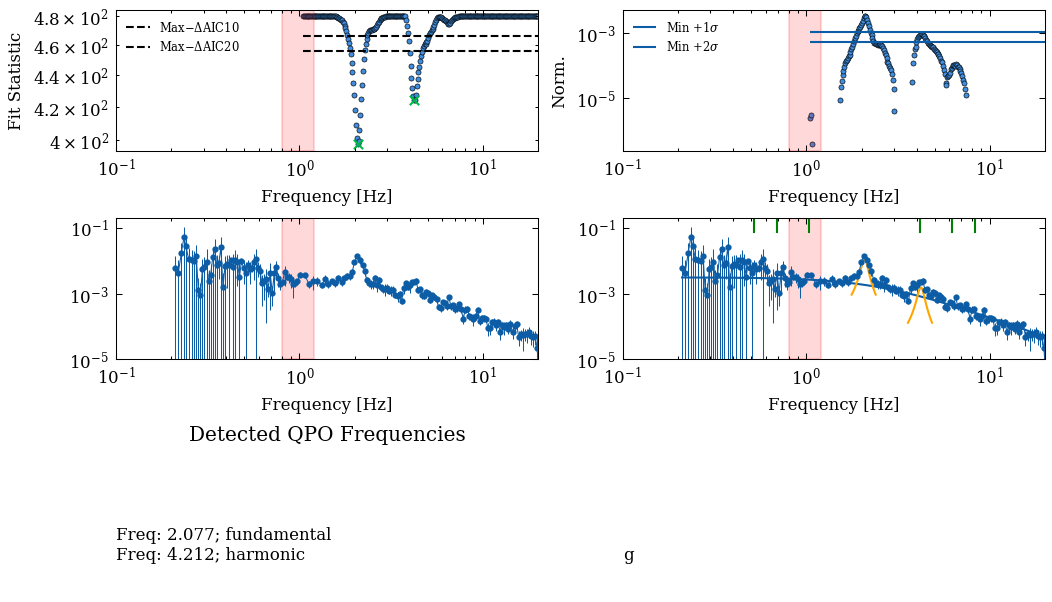 4.8 × 10²
4.6 × 10²
4.4 × 10²
4.2 × 10²
4 × 10²
Fit Statistic
Max−ΔAIC10
Max−ΔAIC20
10⁻¹ 10⁰ 10¹
Frequency [Hz]
10⁻³
10⁻⁵
Norm.
Min +1σ
Min +2σ
10⁻¹ 10⁰ 10¹
Frequency [Hz]
10⁻¹
10⁻³
10⁻⁵
10⁻¹ 10⁰ 10¹
Frequency [Hz]
10⁻¹
10⁻³
10⁻⁵
10⁻¹ 10⁰ 10¹
Frequency [Hz]
Detected QPO Frequencies
Freq: 2.077; fundamental
Freq: 4.212; harmonic
g